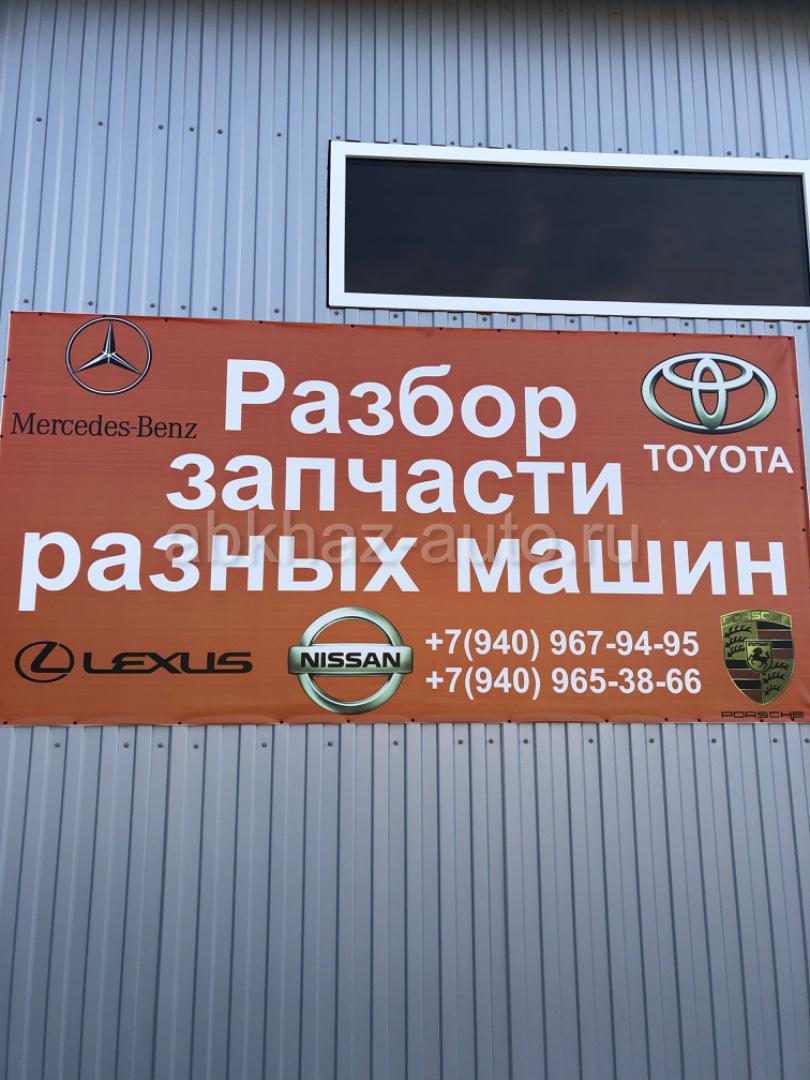 Mercedes-Benz
Разбор
TOYOTA
запчасти
abkhaz-auto.ru
разных машин
LEXUS
NISSAN
+7(940) 967-94-95
+7(940) 965-38-66
PORSCHE
PORSCHE